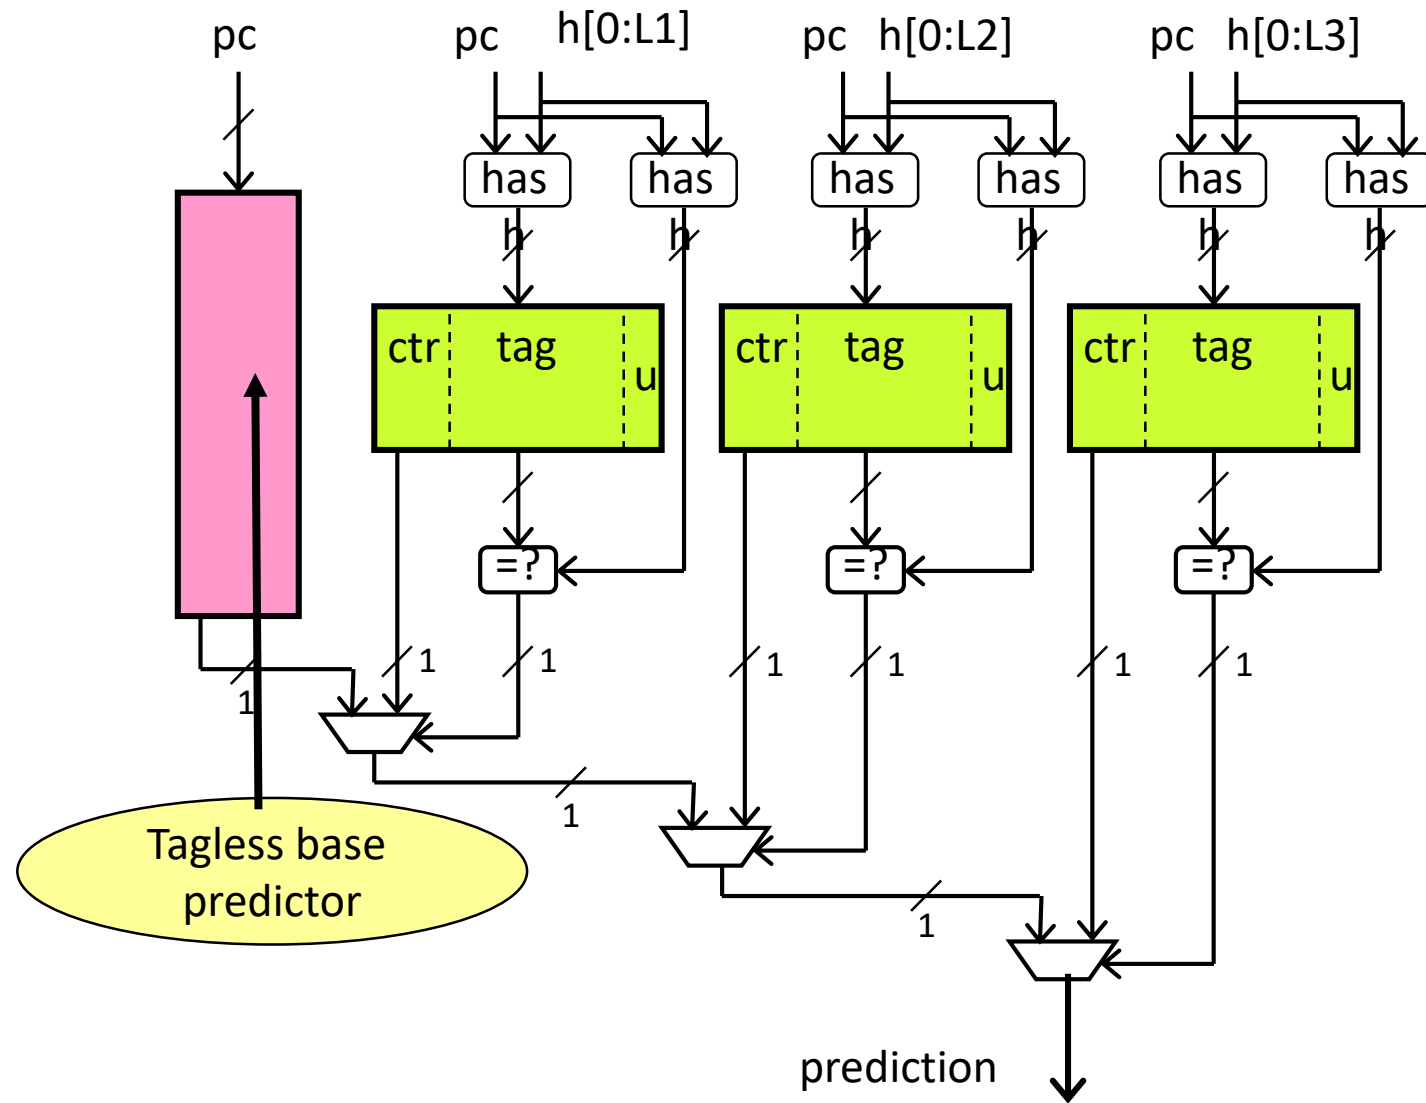 pc
pc
h[0:L1]
pc
h[0:L2]
pc
h[0:L3]
has
h
has
h
has
h
has
h
has
h
has
h
ctr
tag
u
ctr
tag
u
ctr
tag
u
=?
=?
=?
1
1
1
1
1
1
1
1
1
Tagless base
predictor
prediction